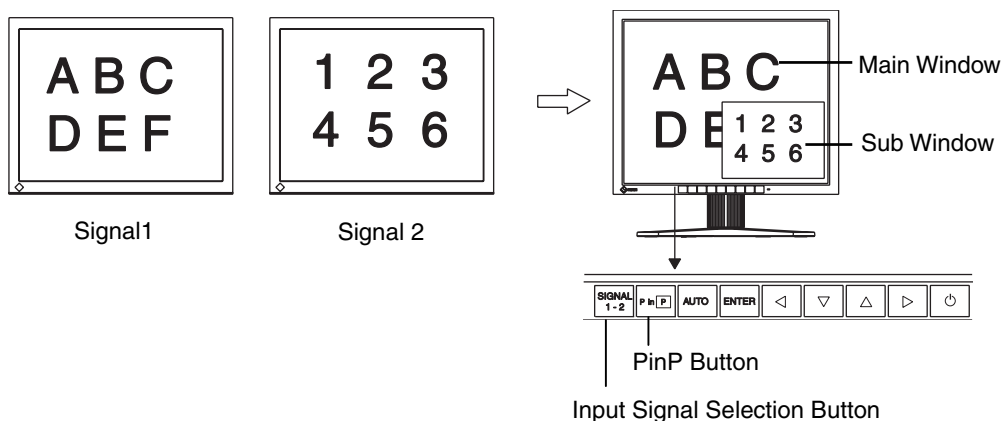 A B C
D E F
Signal1
1 2 3
4 5 6
Signal 2
A B C
D E
1 2 3
4 5 6
Main Window
Sub Window
SIGNAL
1 - 2
P in P
AUTO
ENTER
PinP Button
Input Signal Selection Button